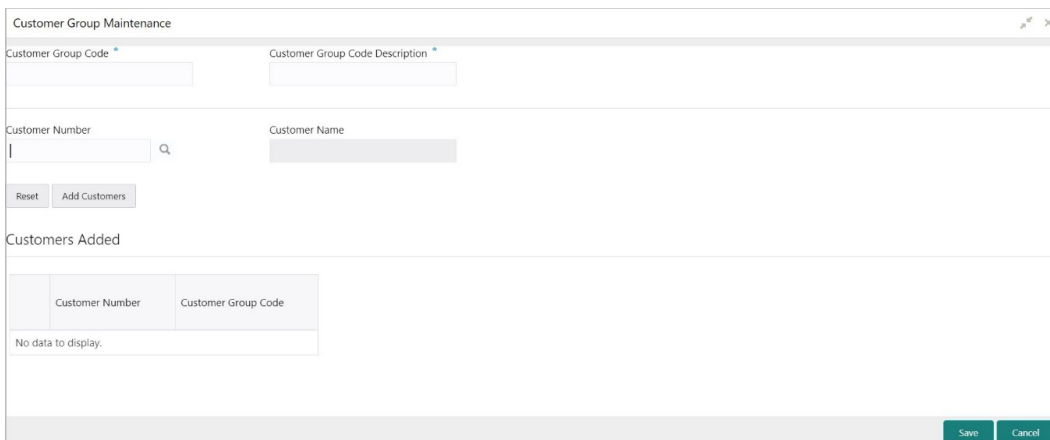 Customer Group Maintenance
Customer Group Code * Customer Group Code Description *
Customer Number Customer Name
Reset Add Customers
Customers Added
Customer Number Customer Group Code
No data to display.
Save Cancel